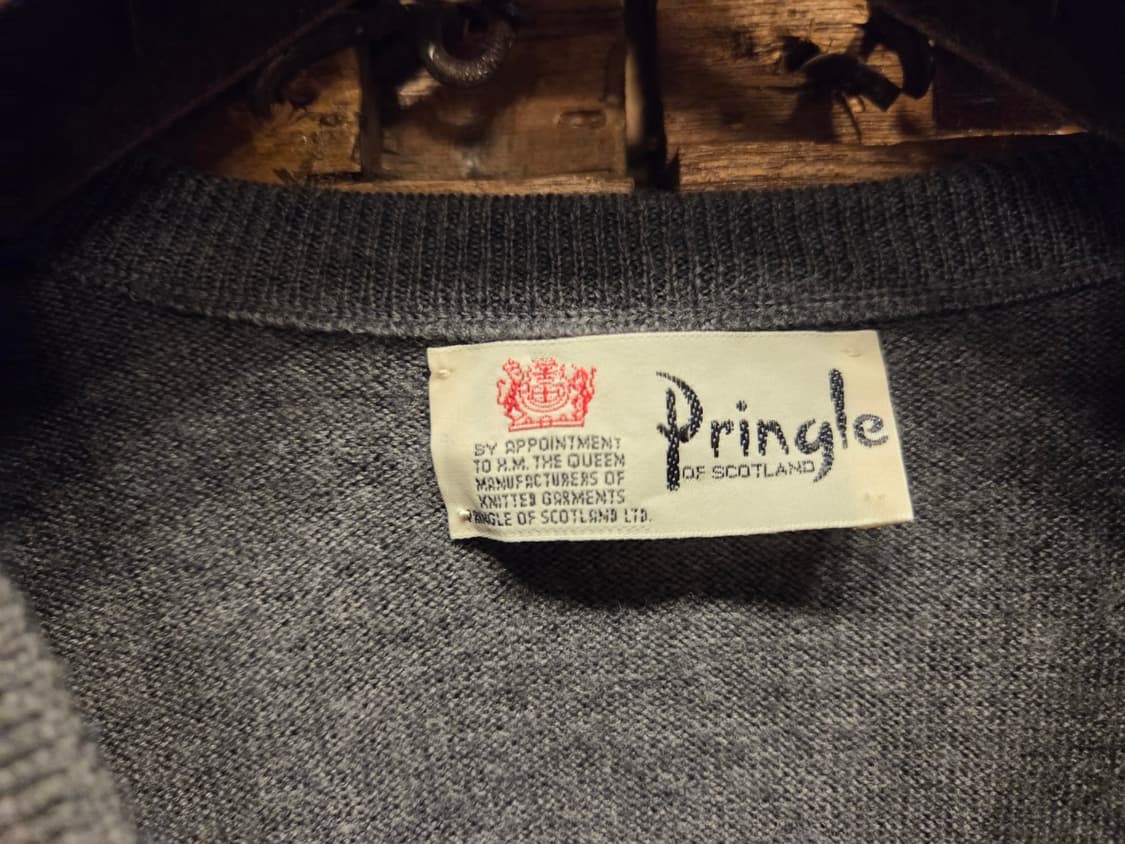 BY APPOINTMENT
TO H.M. THE QUEEN
MANUFACTURERS OF
KNITTED GARMENTS
PRINGLE OF SCOTLAND LTD.
Pringle
OF SCOTLAND